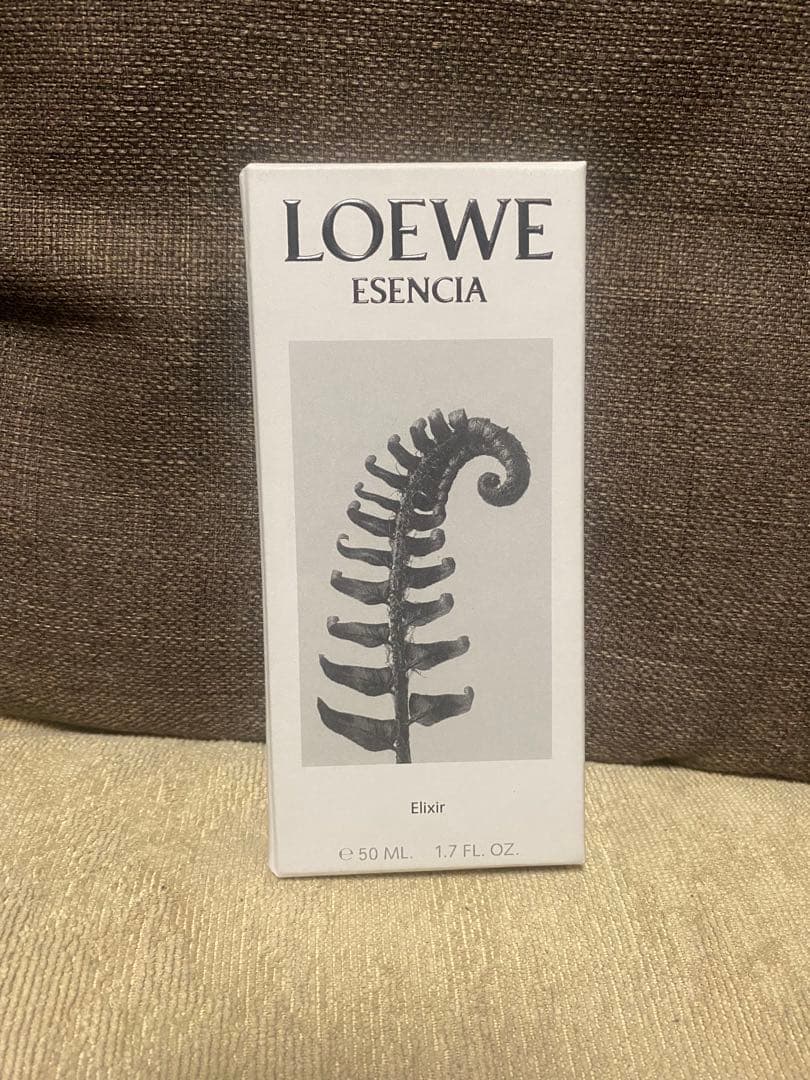 LOEWE
ESENCIA
Elixir
℮ 50 ML. 1.7 FL. OZ.